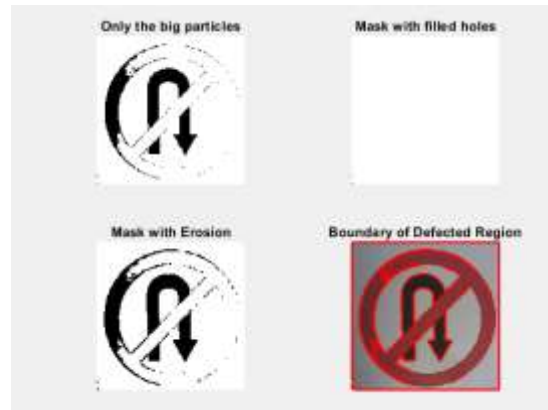 Only the big particles
Mask with filled holes
Mask with Erosion
Boundary of Defected Region